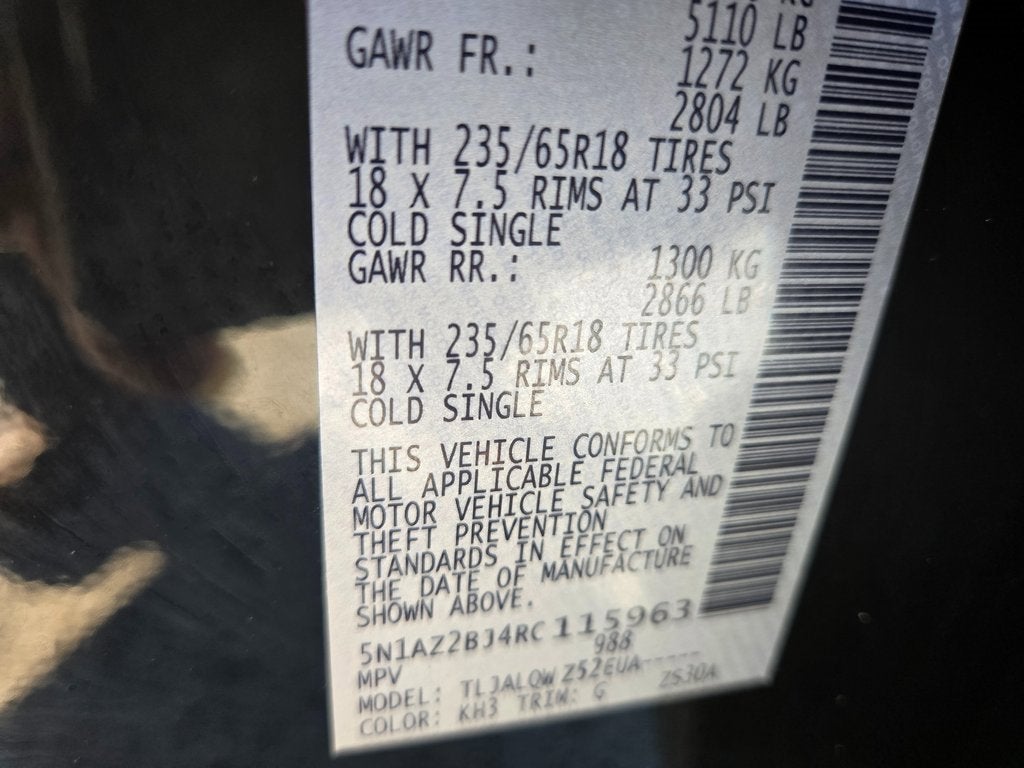 5110 LB
GAWR FR.: 1272 KG
2804 LB
WITH 235/65R18 TIRES
18 X 7.5 RIMS AT 33 PSI
COLD SINGLE
GAWR RR.: 1300 KG
2866 LB
WITH 235/65R18 TIRES
18 X 7.5 RIMS AT 33 PSI
COLD SINGLE
THIS VEHICLE CONFORMS TO
ALL APPLICABLE FEDERAL
MOTOR VEHICLE SAFETY AND
THEFT PREVENTION
STANDARDS IN EFFECT ON
THE DATE OF MANUFACTURE
SHOWN ABOVE.
5N1AZ2BJ4RC115963
MPV 988
MODEL: TLJALQW Z52EUA-----
COLOR: KH3 TRIM: G ZS30A